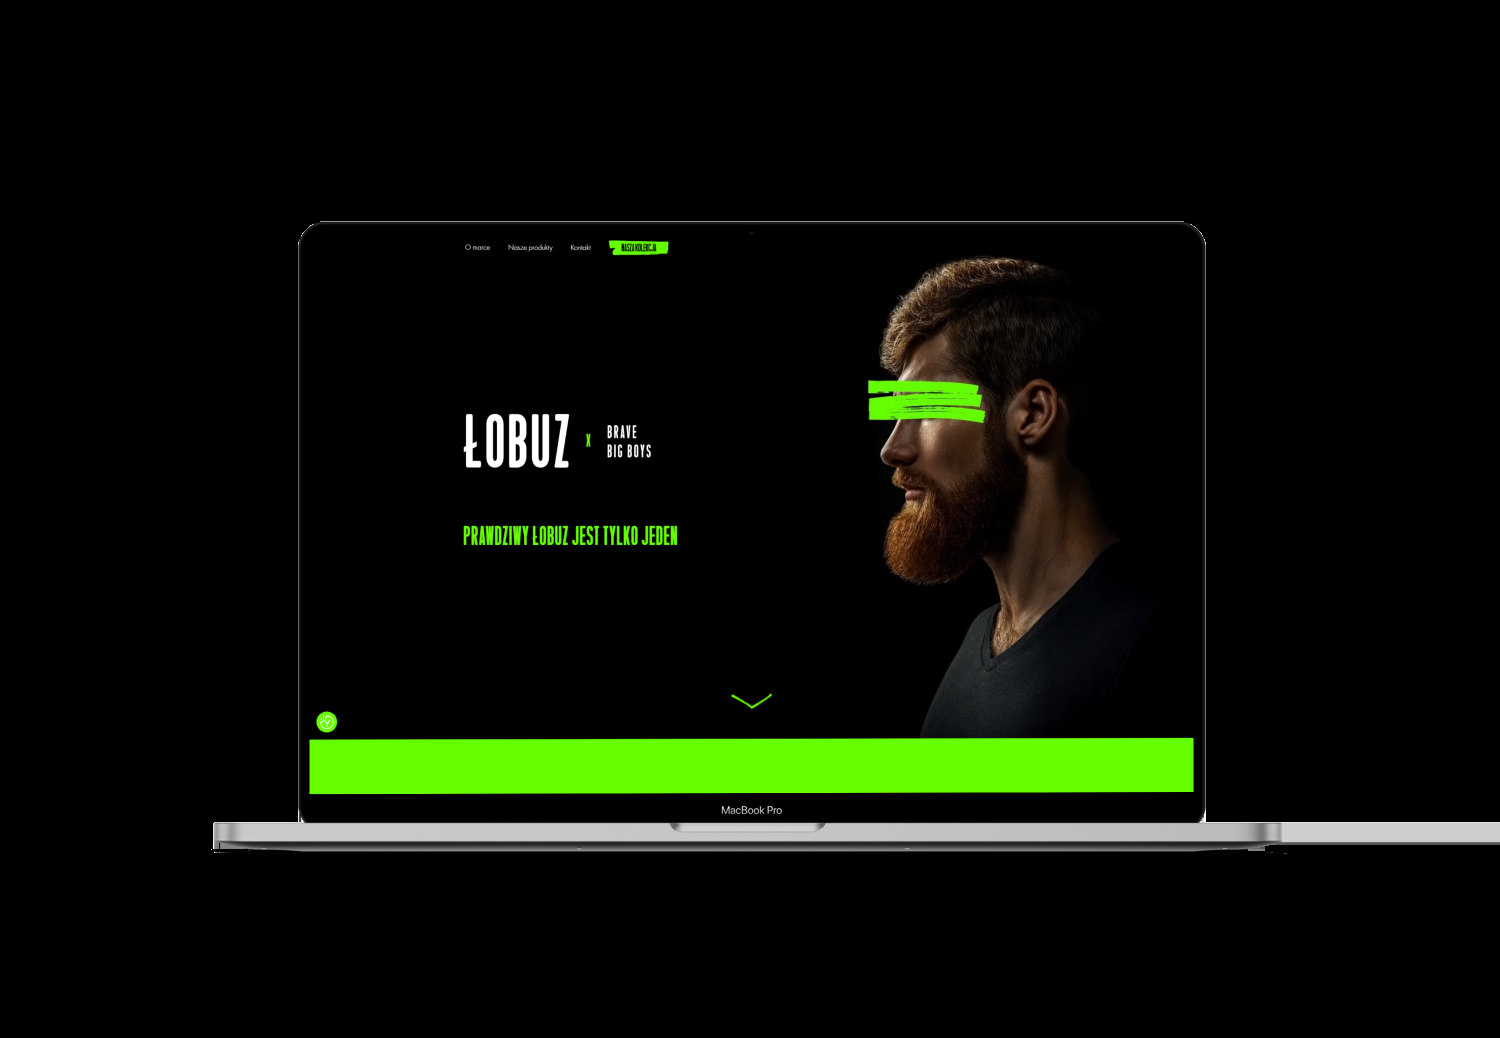 O marce Nasze produkty Kontakt NASZA KOLEKCJA
ŁOBUZ X BRAVE
BIG BOYS
PRAWDZIWY ŁOBUZ JEST TYLKO JEDEN
MacBook Pro